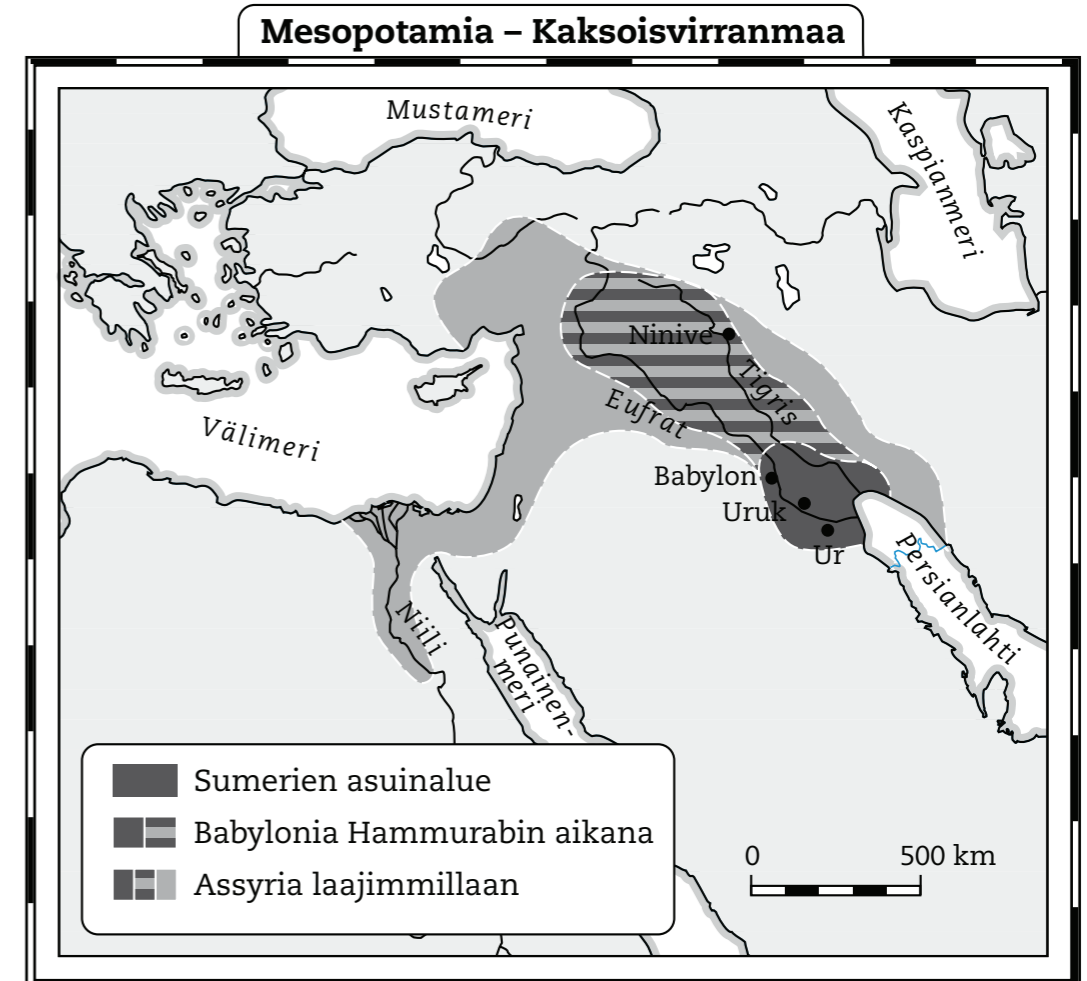 Mesopotamia – Kaksoisvirranmaa
Mustameri
Kaspianmeri
Ninive
Tigris
Eufrat
Välimeri
Babylon
Uruk
Ur
Persianlahti
Niili
Punainen-
meri
Sumerien asuinalue
Babylonia Hammurabin aikana
Assyria laajimmillaan
0 500 km